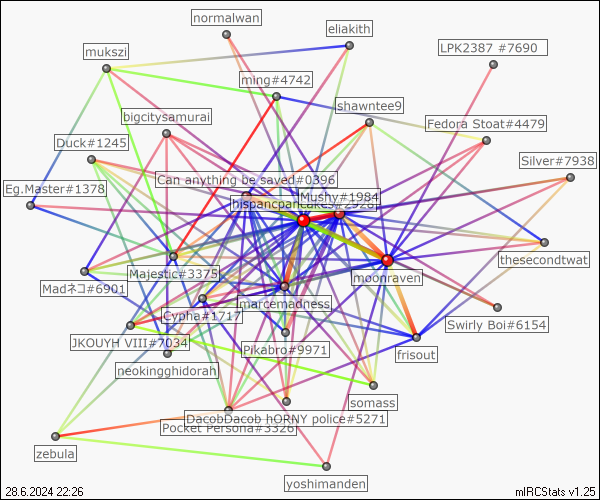 normalwan
eliakith
mukszi
LPK2387 #7690
ming#4742
shawntee9
bigcitysamurai
Fedora Stoat#4479
Duck#1245
Silver#7938
Can anything be saved#0396
Eg.Master#1378
Mushy#1984
thesecondtwat
Majestic#3375
moonraven
Madネコ#6901
marcemadness
Cypha#1717
Swirly Boi#6154
JKOUYH VIII#7034
Pikabro#9971
frisout
neokingghidorah
somass
DacobDacob hORNY police#5271
Pocket Persona#3326
zebula
yoshimanden
28.6.2024 22:26
mIRCStats v1.25